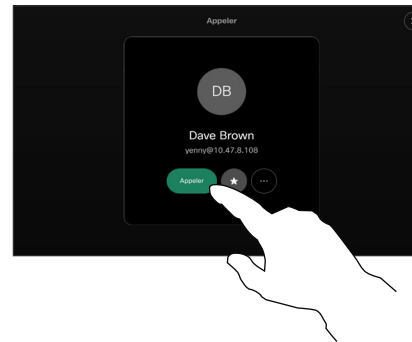 Appeler
DB
Dave Brown
yenny@10.47.8.108
Appeler